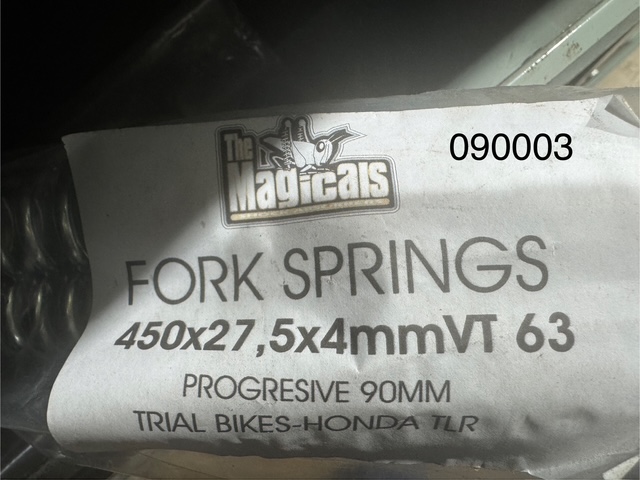 The
Magicals
090003
FORK SPRINGS
450x27,5x4mmVT 63
PROGRESIVE 90MM
TRIAL BIKES-HONDA TLR